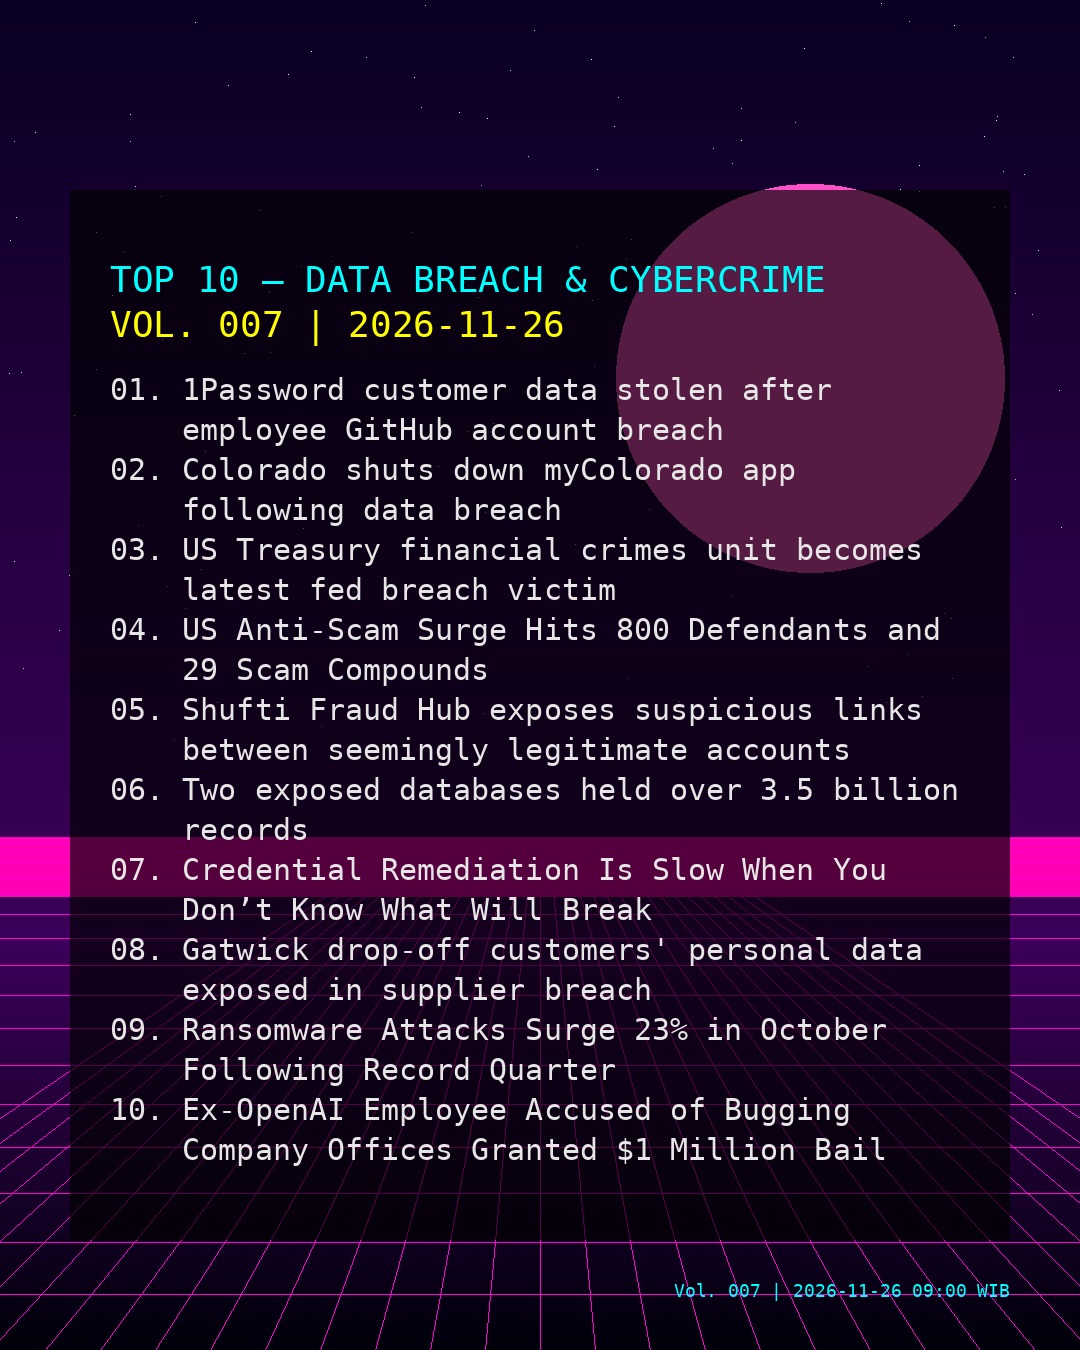 TOP 10 — DATA BREACH & CYBERCRIME
VOL. 007 | 2026-11-26
01. 1Password customer data stolen after
employee GitHub account breach
02. Colorado shuts down myColorado app
following data breach
03. US Treasury financial crimes unit becomes
latest fed breach victim
04. US Anti-Scam Surge Hits 800 Defendants and
29 Scam Compounds
05. Shufti Fraud Hub exposes suspicious links
between seemingly legitimate accounts
06. Two exposed databases held over 3.5 billion
records
07. Credential Remediation Is Slow When You
Don’t Know What Will Break
08. Gatwick drop-off customers' personal data
exposed in supplier breach
09. Ransomware Attacks Surge 23% in October
Following Record Quarter
10. Ex-OpenAI Employee Accused of Bugging
Company Offices Granted $1 Million Bail
Vol. 007 | 2026-11-26 09:00 WIB